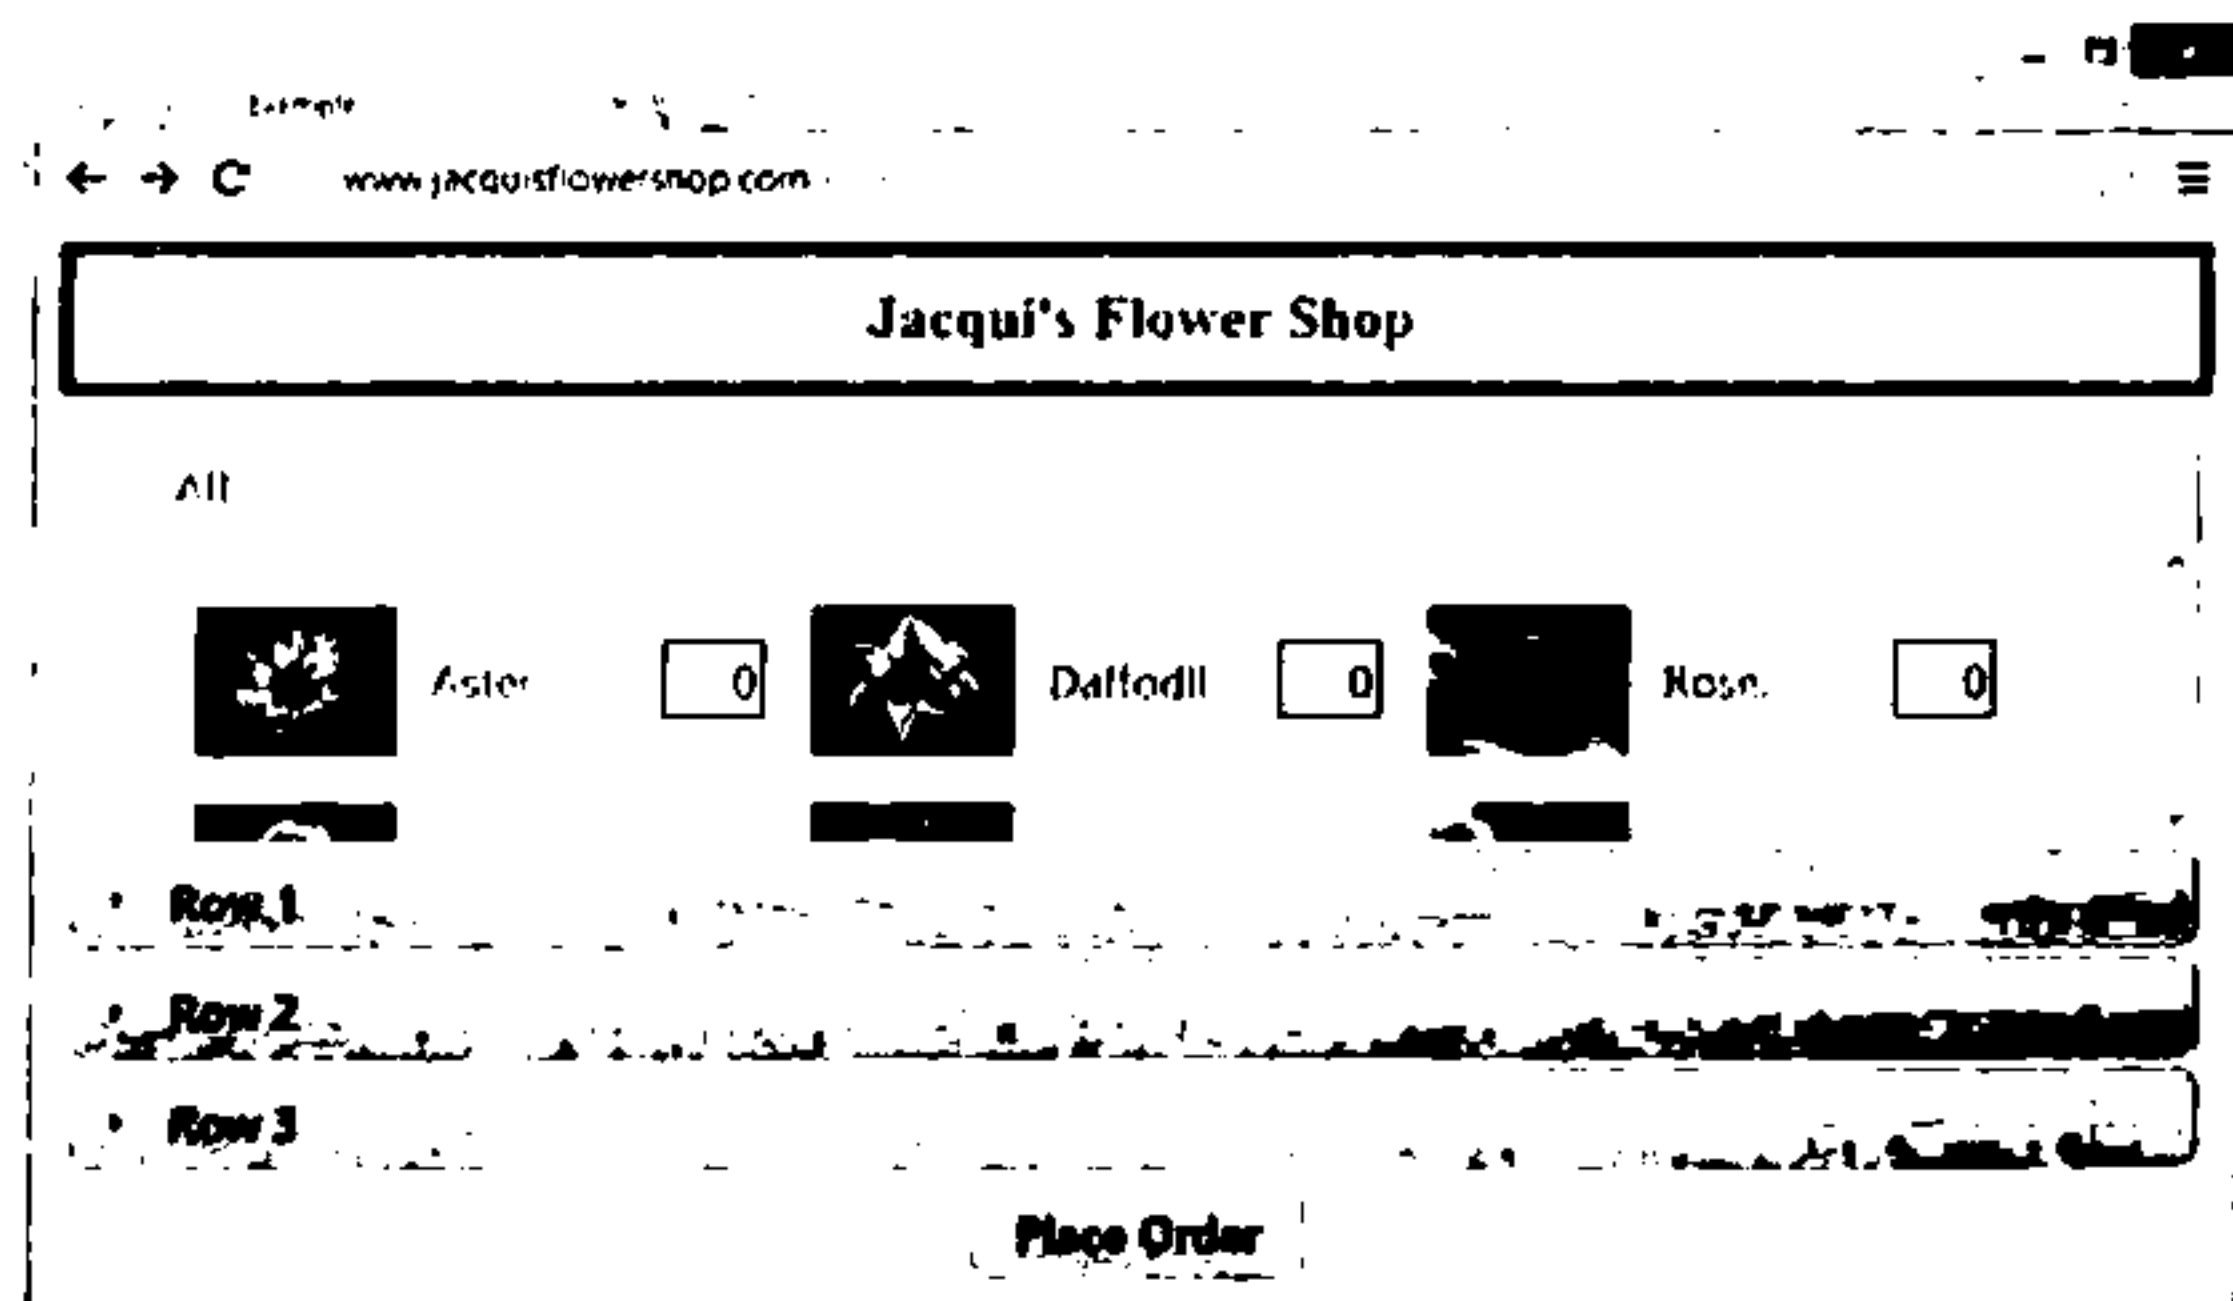 Example
www.jacquisflowershop.com
Jacqui's Flower Shop
All
Aster 0 Daffodil 0 Rose 0
Row 1
Row 2
Row 3
Place Order